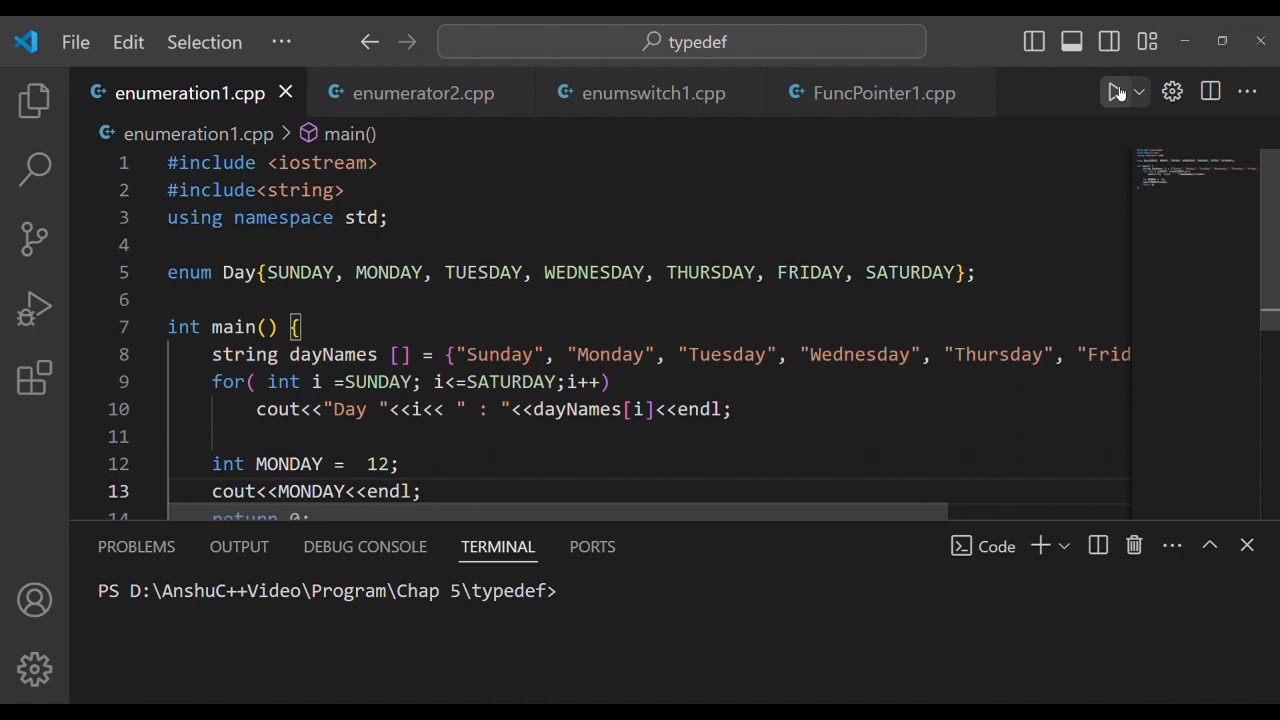 File Edit Selection ··· typedef
enumeration1.cpp enumerator2.cpp enumswitch1.cpp FuncPointer1.cpp
enumeration1.cpp > main()
1 #include <iostream>
2 #include<string>
3 using namespace std;
4
5 enum Day{SUNDAY, MONDAY, TUESDAY, WEDNESDAY, THURSDAY, FRIDAY, SATURDAY};
6
7 int main() {
8 string dayNames [] = {"Sunday", "Monday", "Tuesday", "Wednesday", "Thursday", "Frid
9 for( int i =SUNDAY; i<=SATURDAY;i++)
10 cout<<"Day "<<i<< " : "<<dayNames[i]<<endl;
11
12 int MONDAY =  12;
13 cout<<MONDAY<<endl;
14 return 0;
PROBLEMS OUTPUT DEBUG CONSOLE TERMINAL PORTS Code
PS D:\AnshuC++Video\Program\Chap 5\typedef>